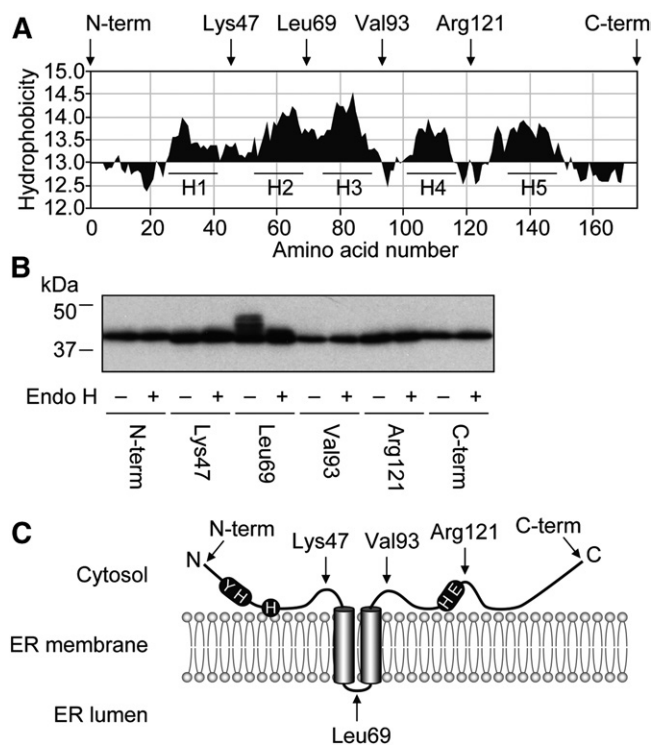 A
N-term Lys47 Leu69 Val93 Arg121 C-term
Hydrophobicity
15.0
14.5
14.0
13.5
13.0
12.5
12.0
H1 H2 H3 H4 H5
0 20 40 60 80 100 120 140 160
Amino acid number
B
kDa
50
37
Endo H − + − + − + − + − + − +
N-term Lys47 Leu69 Val93 Arg121 C-term
C
N-term Lys47 Val93 Arg121 C-term
N C
Cytosol
Y H
H
H E
ER membrane
ER lumen
Leu69